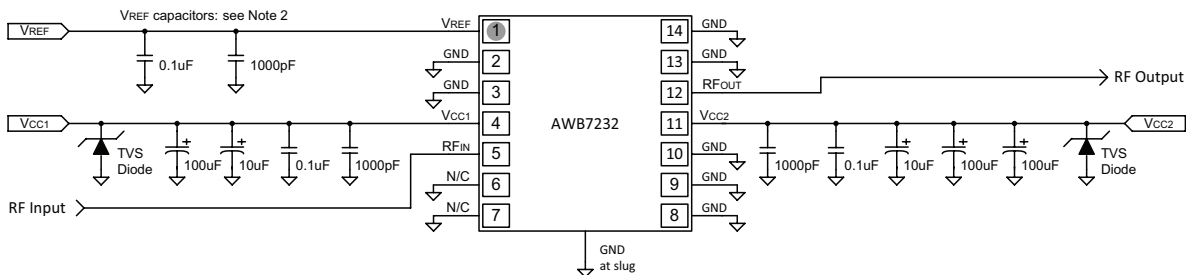 VREF capacitors: see Note 2
VREF
VREF
1
14
GND
0.1uF
1000pF
GND
2
13
GND
GND
3
12
RFOUT
RF Output
VCC1
VCC1
4
AWB7232
11
VCC2
VCC2
TVS
Diode
100uF
10uF
0.1uF
1000pF
RFIN
5
10
GND
1000pF
0.1uF
10uF
100uF
100uF
TVS
Diode
N/C
6
9
GND
RF Input
N/C
7
8
GND
GND
at slug